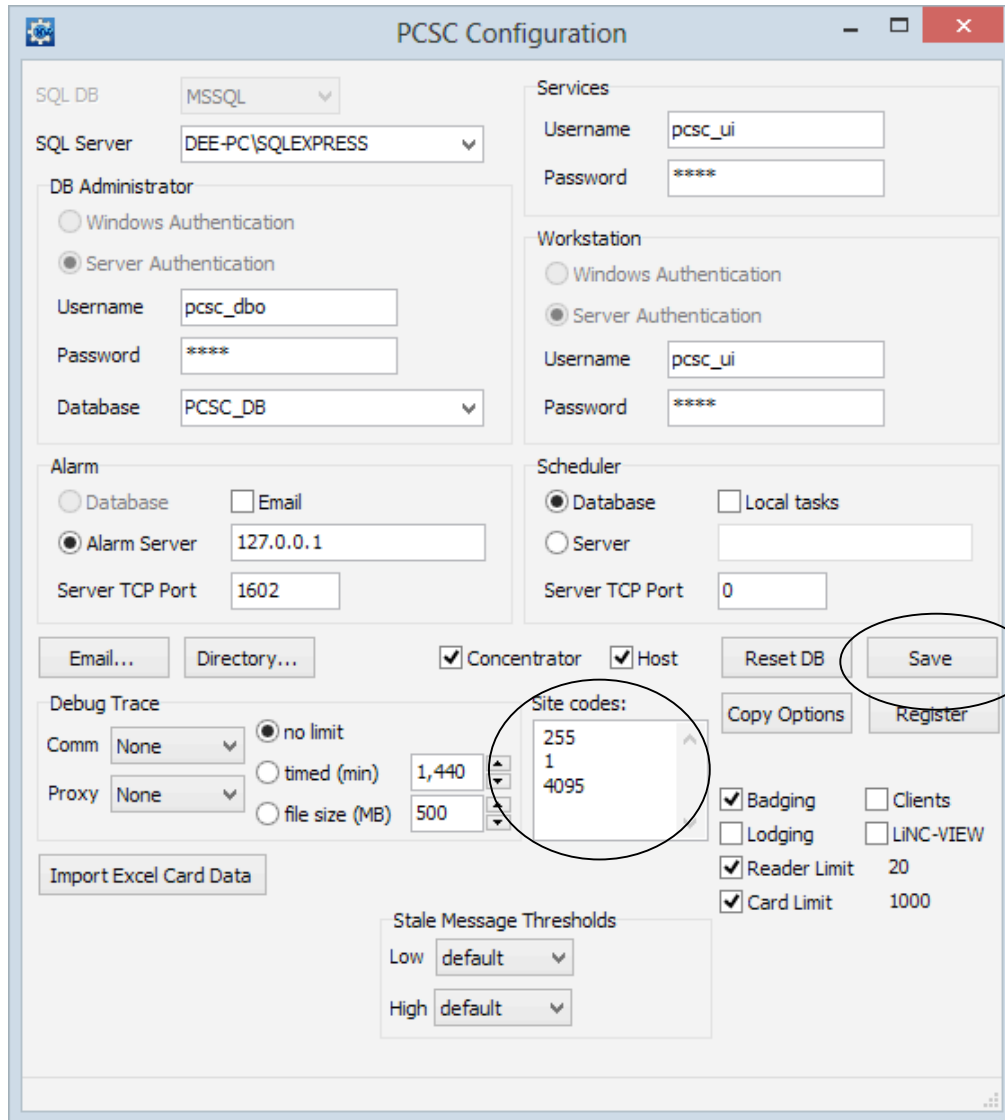 PCSC Configuration
SQL DB MSSQL
SQL Server DEE-PC\SQLEXPRESS
DB Administrator
Windows Authentication
Server Authentication
Username pcsc_dbo
Password ****
Database PCSC_DB
Services
Username pcsc_ui
Password ****
Workstation
Windows Authentication
Server Authentication
Username pcsc_ui
Password ****
Alarm
Database Email
Alarm Server 127.0.0.1
Server TCP Port 1602
Scheduler
Database Local tasks
Server
Server TCP Port 0
Email... Directory... Concentrator Host Reset DB Save
Debug Trace
Comm None
Proxy None
no limit
timed (min) 1,440
file size (MB) 500
Site codes:
255
1
4095
Copy Options Register
Badging Clients
Lodging LiNC-VIEW
Reader Limit 20
Card Limit 1000
Import Excel Card Data
Stale Message Thresholds
Low default
High default